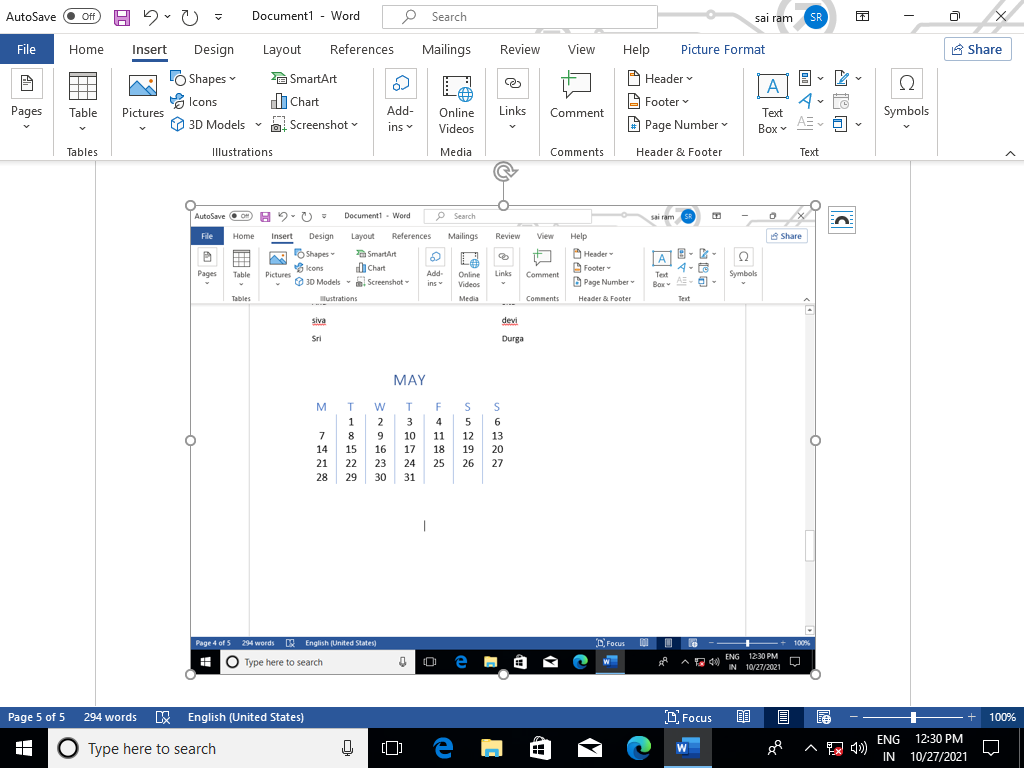 AutoSave Off Document1 - Word Search sai ram SR
File Home Insert Design Layout References Mailings Review View Help Picture Format Share
Pages Table Pictures Shapes Icons 3D Models SmartArt Chart Screenshot Add-ins Online Videos Links Comment Header Footer Page Number Text Box Symbols
Tables Illustrations Media Comments Header & Footer Text
AutoSave Off Document1 - Word Search sai ram SR
File Home Insert Design Layout References Mailings Review View Help Share
Pages Table Pictures Shapes Icons 3D Models SmartArt Chart Screenshot Add-ins Online Videos Links Comment Header Footer Page Number Text Box Symbols
Tables Illustrations Media Comments Header & Footer Text
siva devi
Sri Durga
MAY
M T W T F S S
1 2 3 4 5 6
7 8 9 10 11 12 13
14 15 16 17 18 19 20
21 22 23 24 25 26 27
28 29 30 31
Page 4 of 5 294 words English (United States) Focus 100%
Type here to search ENG IN 12:30 PM 10/27/2021
Page 5 of 5 294 words English (United States) Focus 100%
Type here to search ENG IN 12:30 PM 10/27/2021